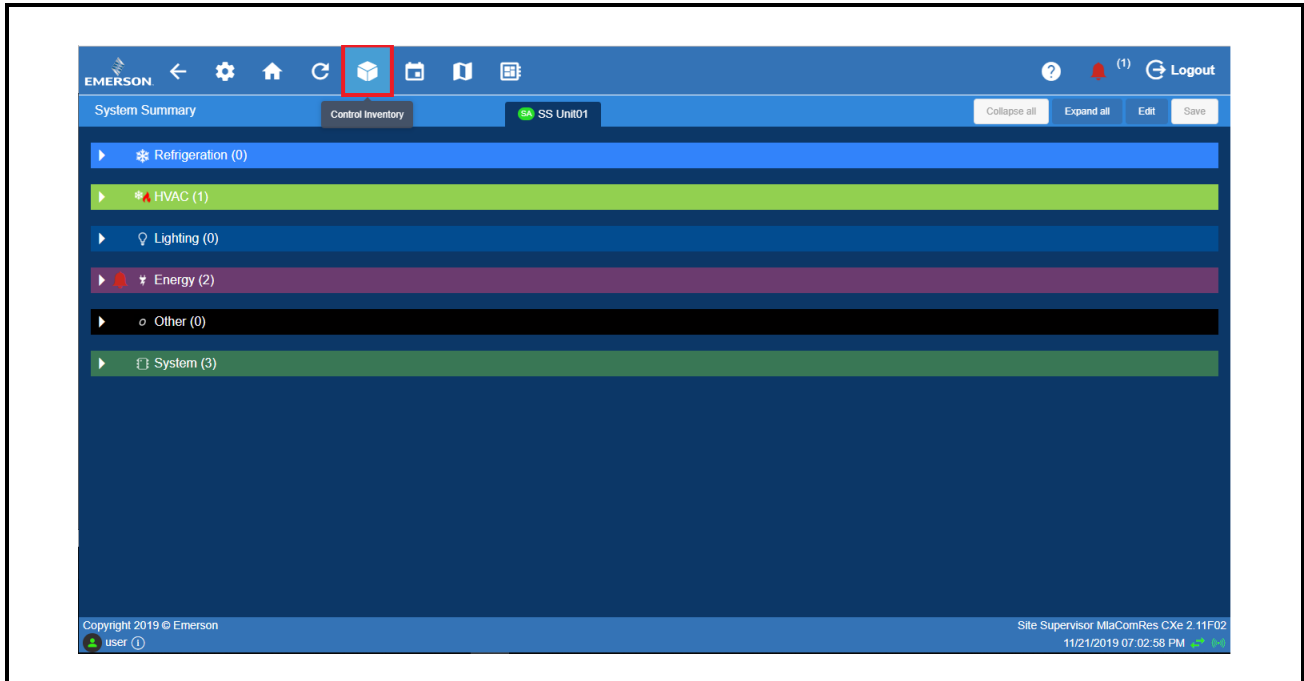 EMERSON.
(1) Logout
System Summary
Control Inventory
SA SS Unit01
Collapse all Expand all Edit Save
Refrigeration (0)
HVAC (1)
Lighting (0)
Energy (2)
Other (0)
System (3)
Copyright 2019 © Emerson
Site Supervisor MlaComRes CXe 2.11F02
user
11/21/2019 07:02:58 PM